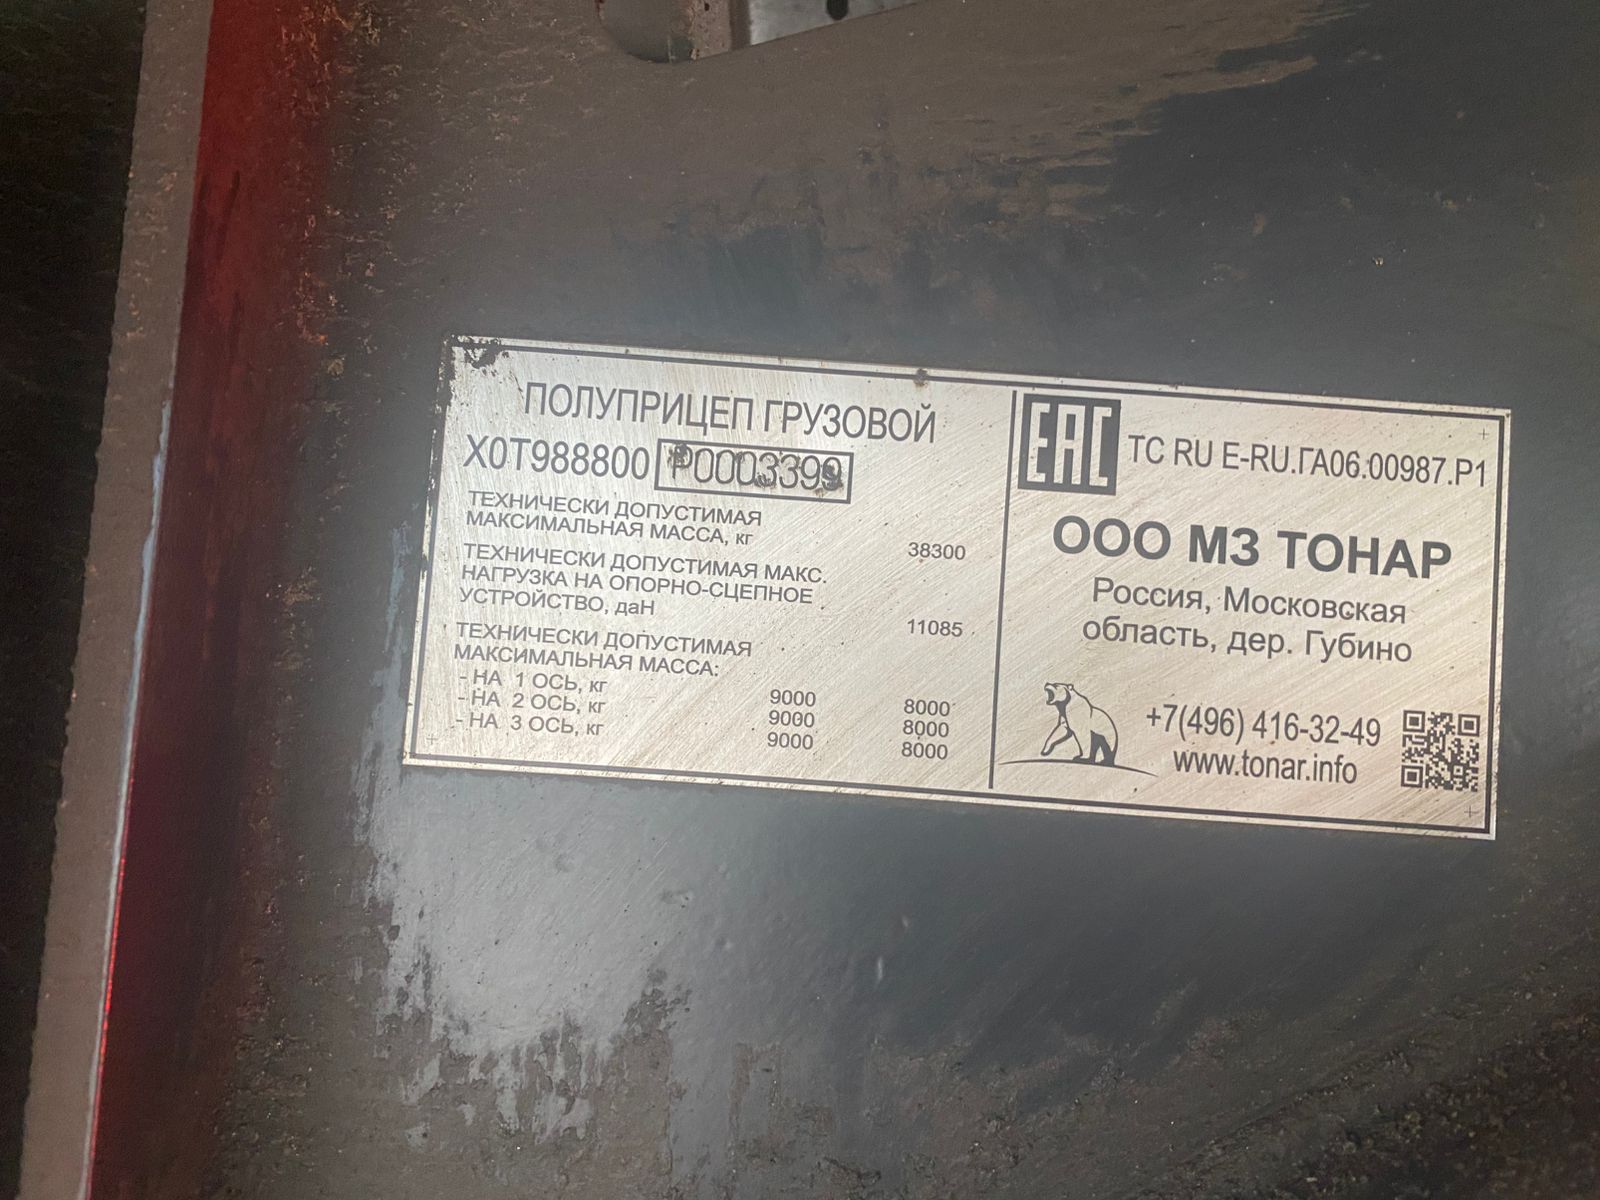 ПОЛУПРИЦЕП ГРУЗОВОЙ
X0T988800 P0003399
ТЕХНИЧЕСКИ ДОПУСТИМАЯ
МАКСИМАЛЬНАЯ МАССА, кг 38300
ТЕХНИЧЕСКИ ДОПУСТИМАЯ МАКС.
НАГРУЗКА НА ОПОРНО-СЦЕПНОЕ
УСТРОЙСТВО, даН 11085
ТЕХНИЧЕСКИ ДОПУСТИМАЯ
МАКСИМАЛЬНАЯ МАССА:
- НА 1 ОСЬ, кг 9000 8000
- НА 2 ОСЬ, кг 9000 8000
- НА 3 ОСЬ, кг 9000 8000
EAC ТС RU E-RU.ГА06.00987.P1
ООО МЗ ТОНАР
Россия, Московская
область, дер. Губино
+7(496) 416-32-49
www.tonar.info